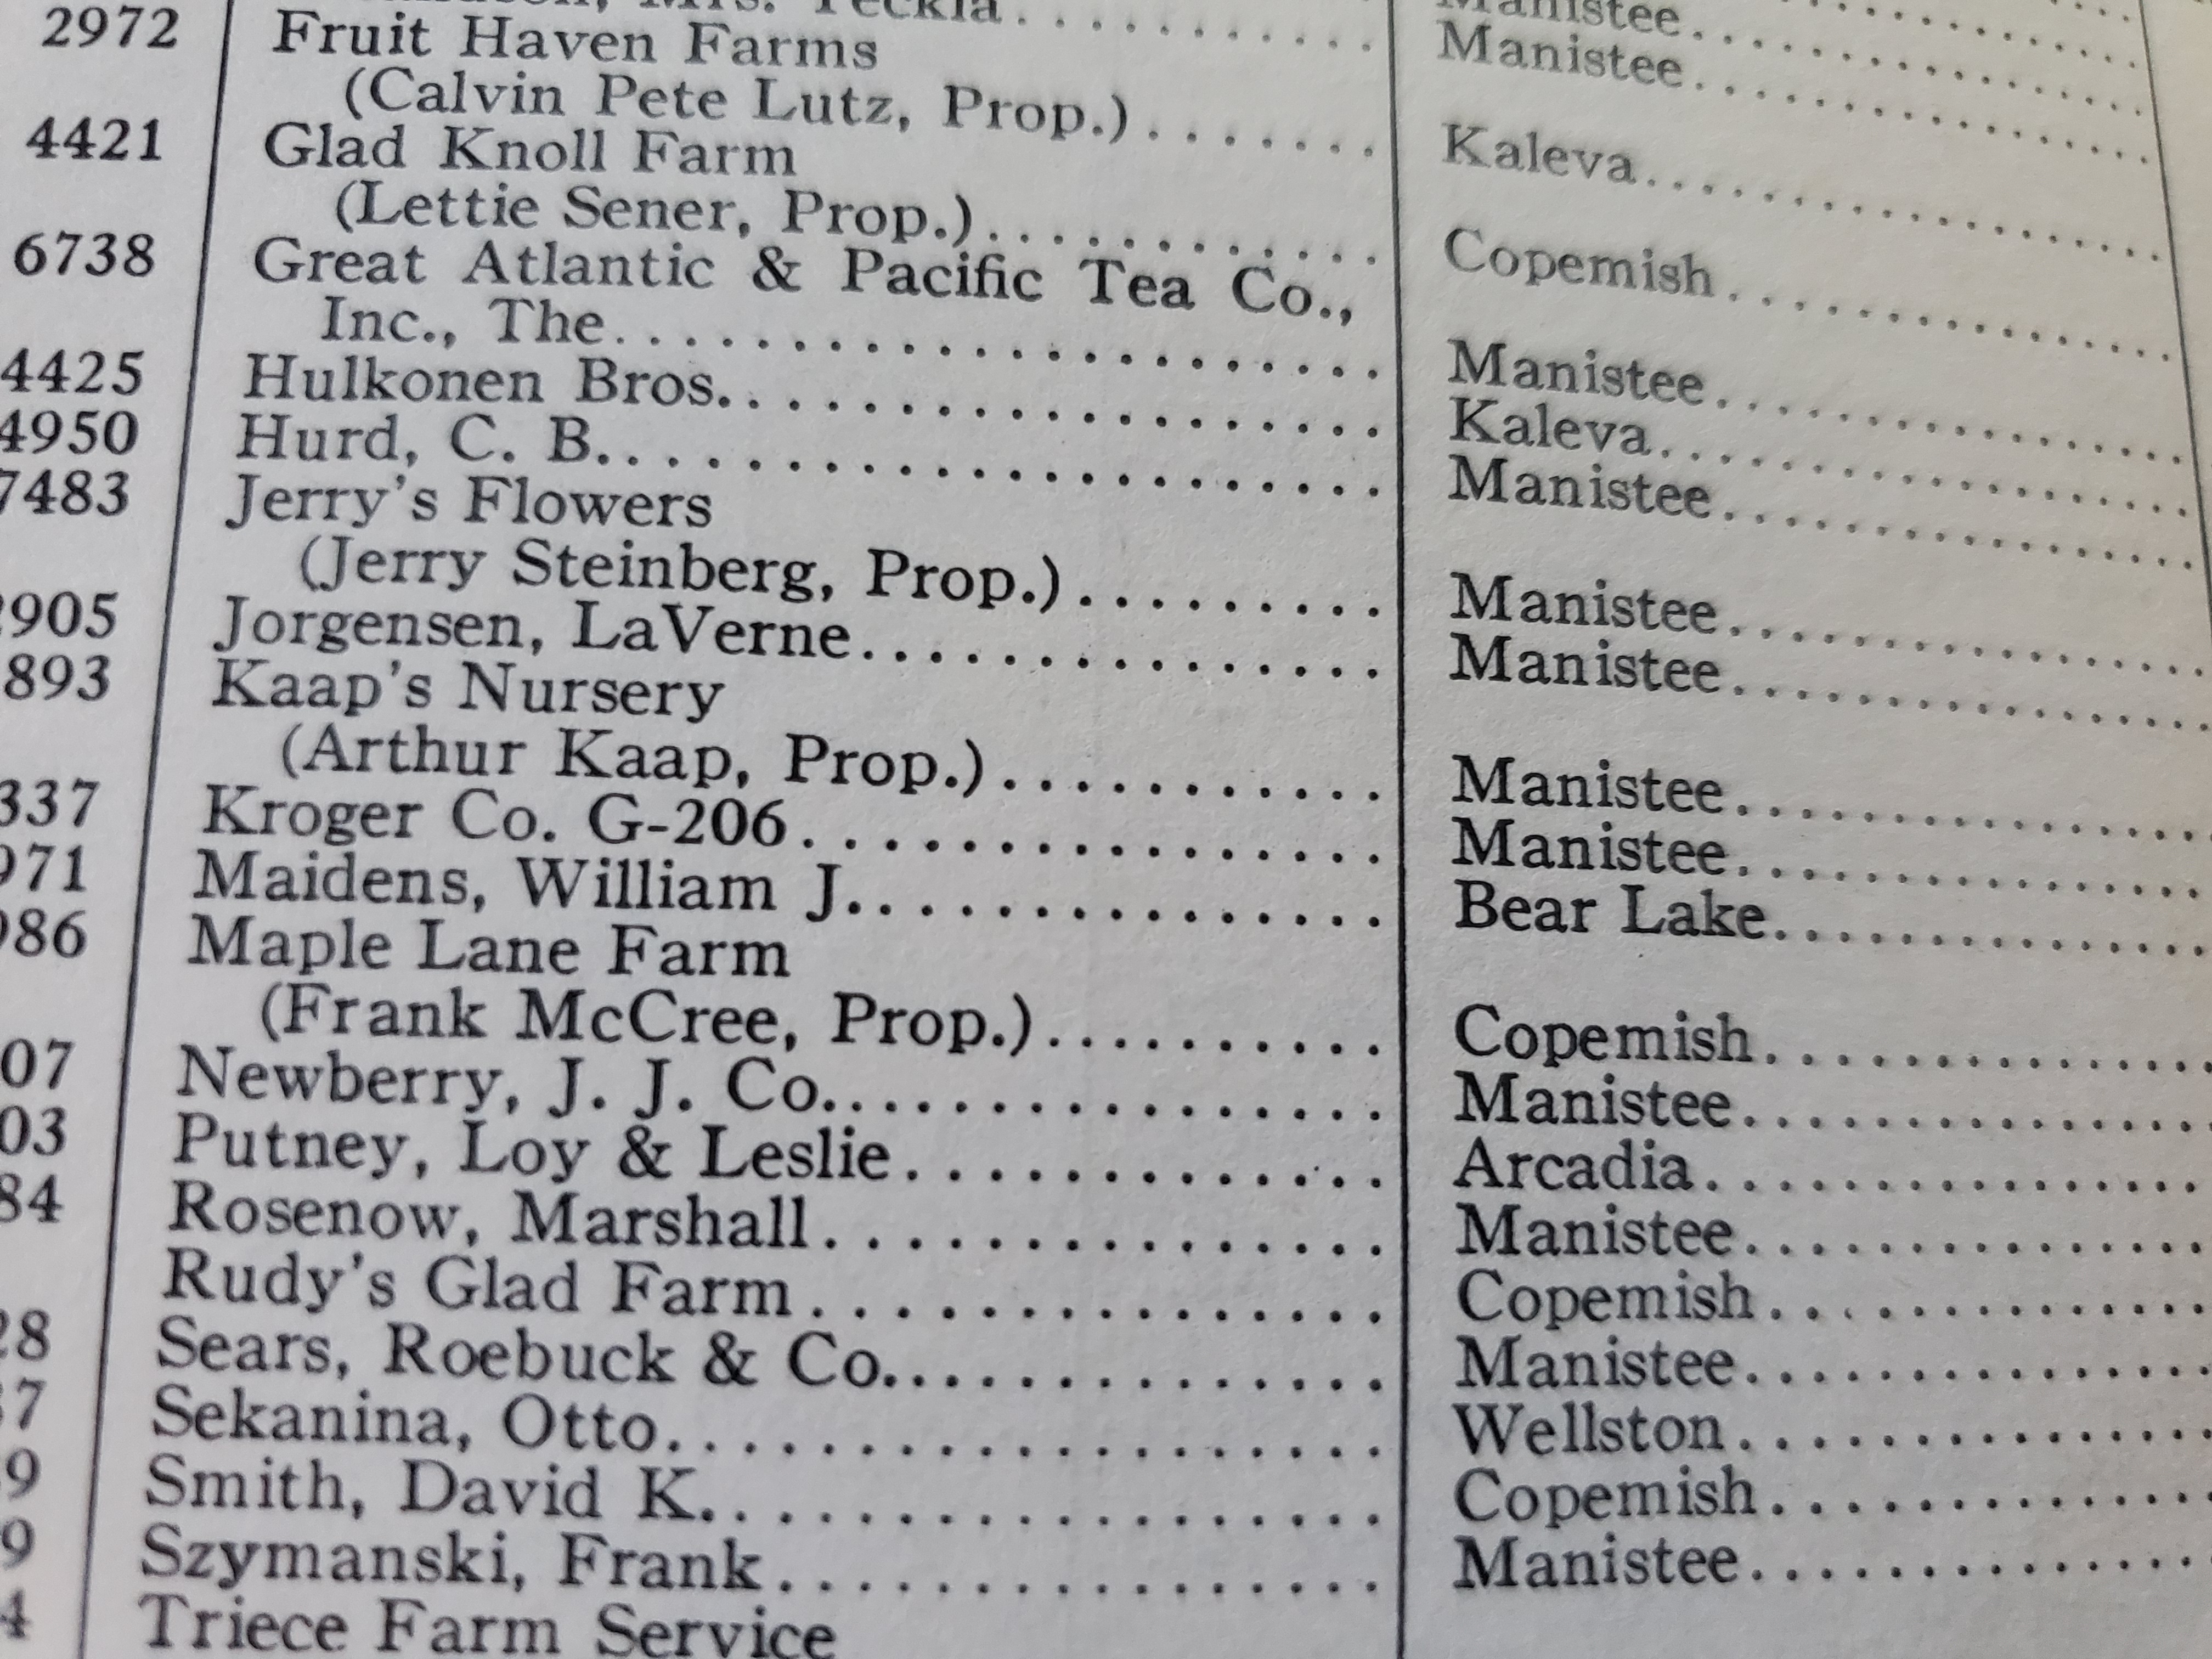 Manistee
Mrs. Teckla Manistee
2972 Fruit Haven Farms
(Calvin Pete Lutz, Prop.) Kaleva
4421 Glad Knoll Farm
(Lettie Sener, Prop.) Copemish
6738 Great Atlantic & Pacific Tea Co.,
Inc., The Manistee
4425 Hulkonen Bros. Kaleva
4950 Hurd, C. B. Manistee
7483 Jerry's Flowers
(Jerry Steinberg, Prop.) Manistee
905 Jorgensen, LaVerne Manistee
893 Kaap's Nursery
(Arthur Kaap, Prop.) Manistee
337 Kroger Co. G-206 Manistee
971 Maidens, William J. Bear Lake
986 Maple Lane Farm
(Frank McCree, Prop.) Copemish
07 Newberry, J. J. Co. Manistee
03 Putney, Loy & Leslie Arcadia
84 Rosenow, Marshall Manistee
Rudy's Glad Farm Copemish
28 Sears, Roebuck & Co. Manistee
7 Sekanina, Otto Wellston
9 Smith, David K. Copemish
9 Szymanski, Frank Manistee
4 Triece Farm Service